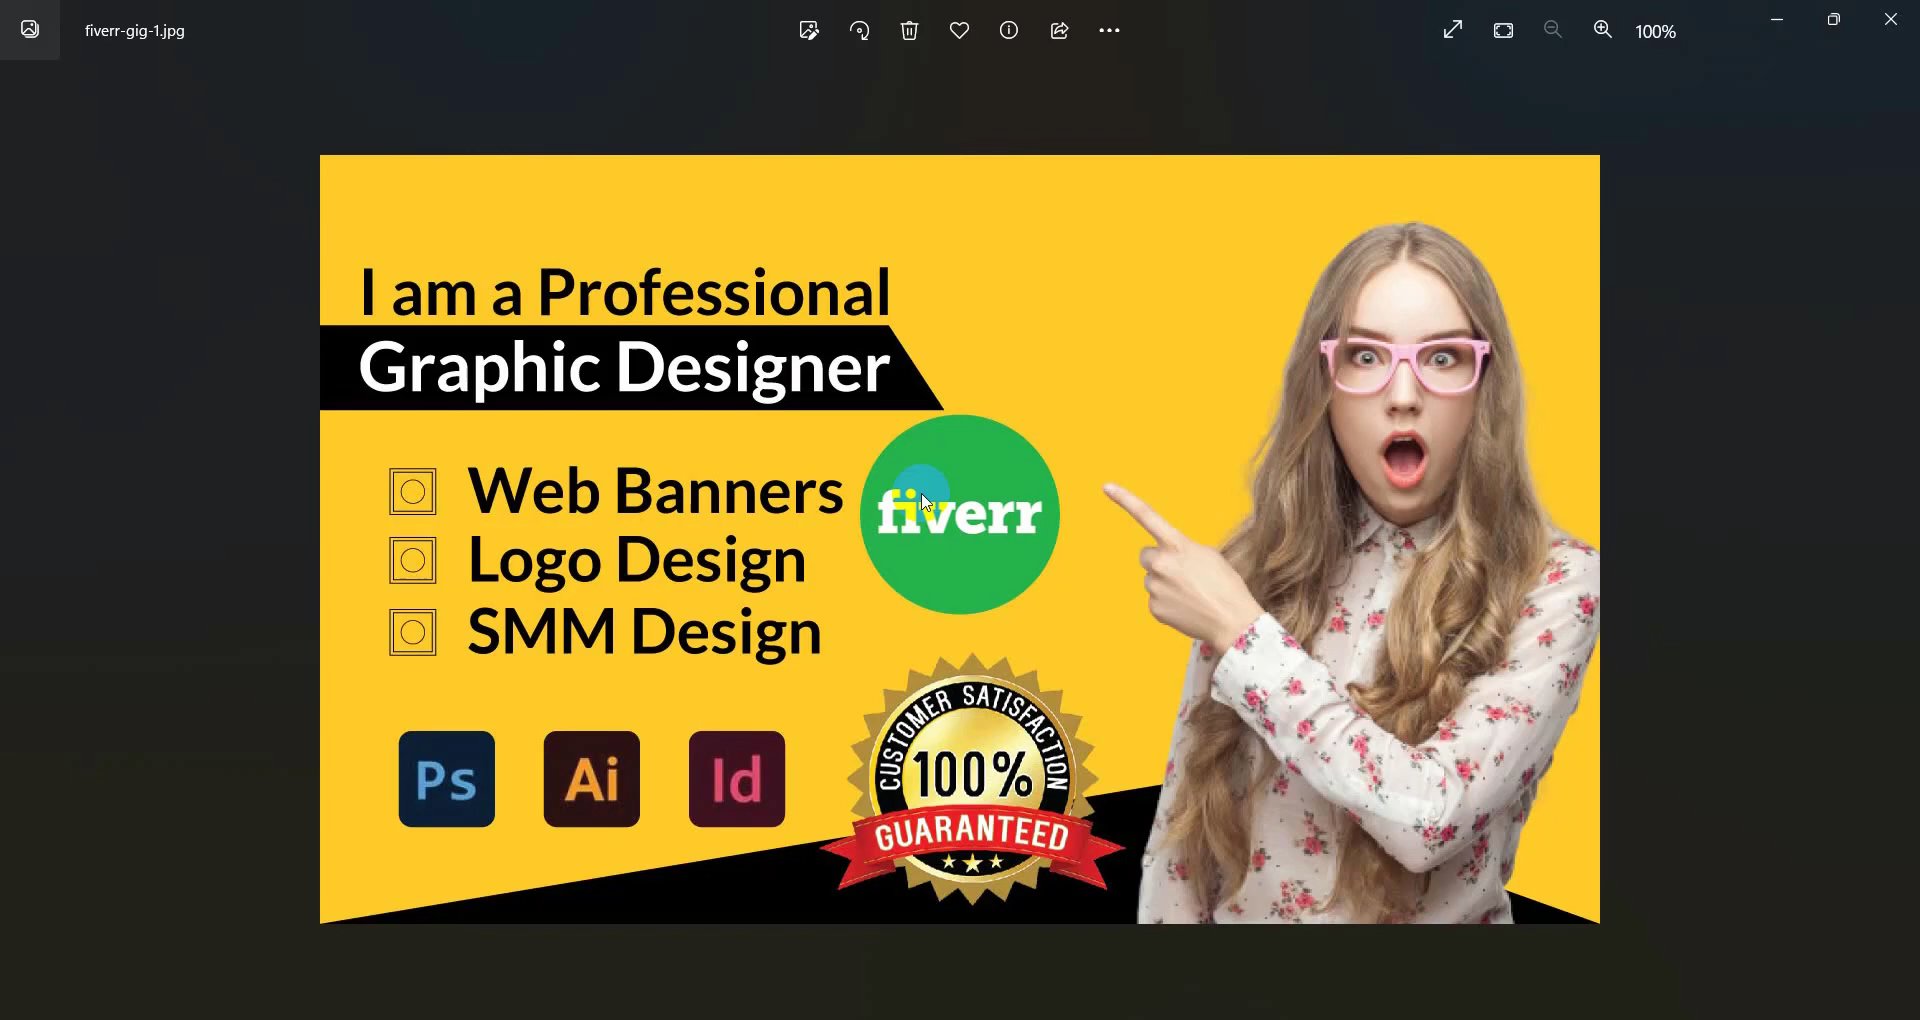 fiverr-gig-1.jpg
100%
I am a Professional
Graphic Designer
Web Banners
Logo Design
SMM Design
fiverr
Ps Ai Id
CUSTOMER SATISFACTION
100%
GUARANTEED